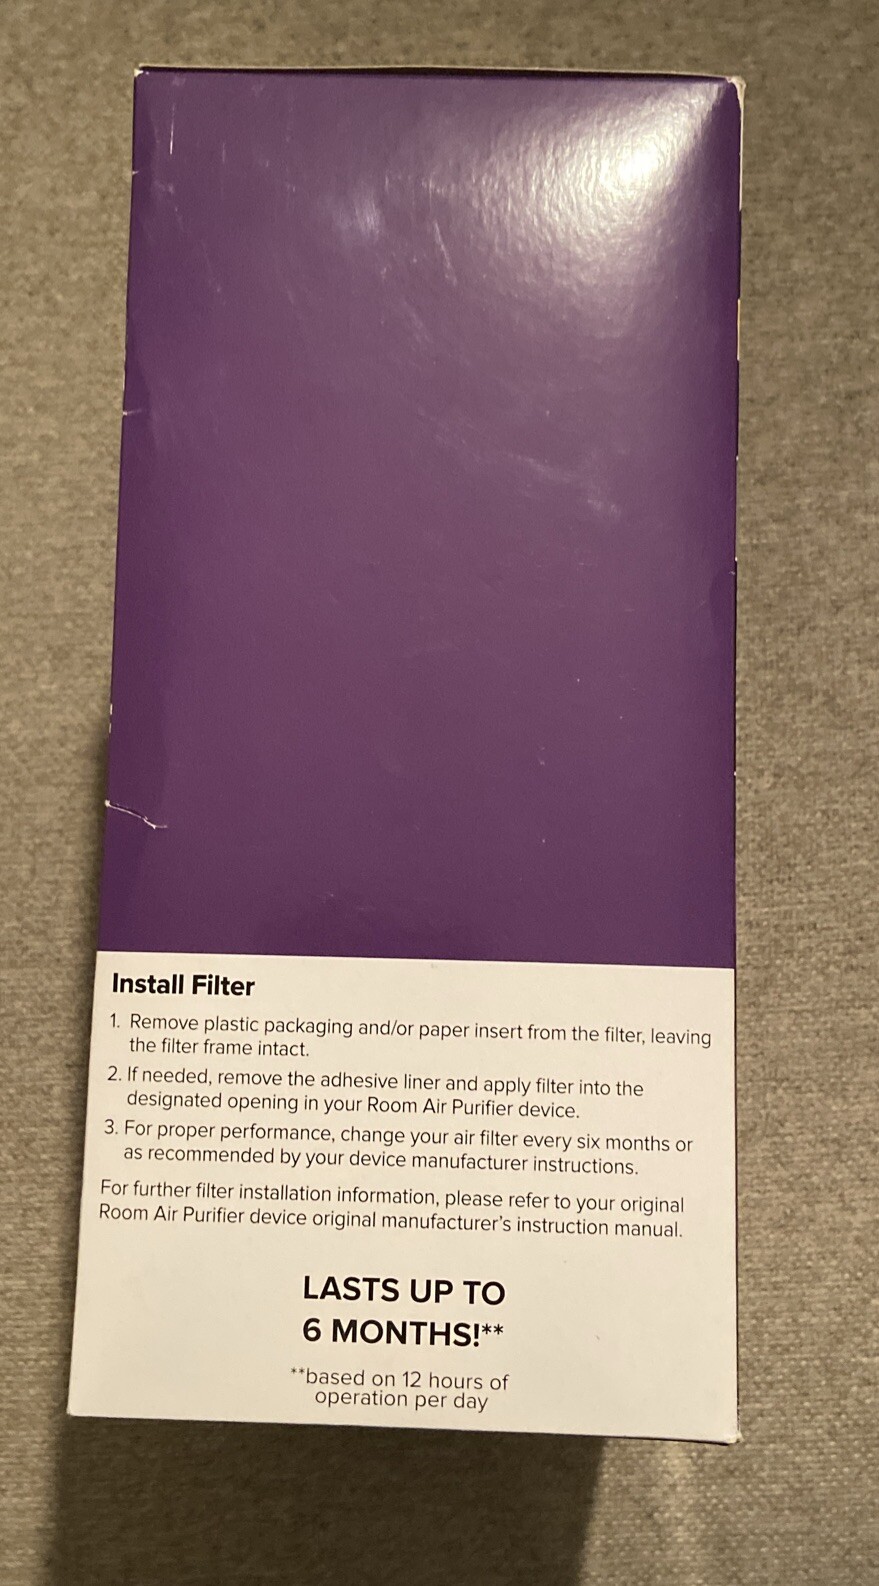 Install Filter
1. Remove plastic packaging and/or paper insert from the filter, leaving
the filter frame intact.
2. If needed, remove the adhesive liner and apply filter into the
designated opening in your Room Air Purifier device.
3. For proper performance, change your air filter every six months or
as recommended by your device manufacturer instructions.
For further filter installation information, please refer to your original
Room Air Purifier device original manufacturer's instruction manual.
LASTS UP TO
6 MONTHS!**
**based on 12 hours of
operation per day